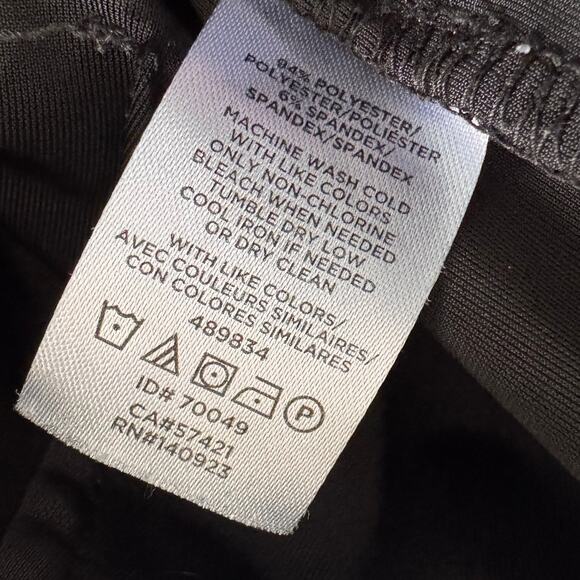 94% POLYESTER/
POLYESTER/POLIESTER
6% SPANDEX/
SPANDEX/SPANDEX
MACHINE WASH COLD
WITH LIKE COLORS
ONLY NON-CHLORINE
BLEACH WHEN NEEDED
TUMBLE DRY LOW
COOL IRON IF NEEDED
OR DRY CLEAN
WITH LIKE COLORS/
AVEC COULEURS SIMILAIRES/
CON COLORES SIMILARES
489834
P
ID# 70049
CA#57421
RN#140923